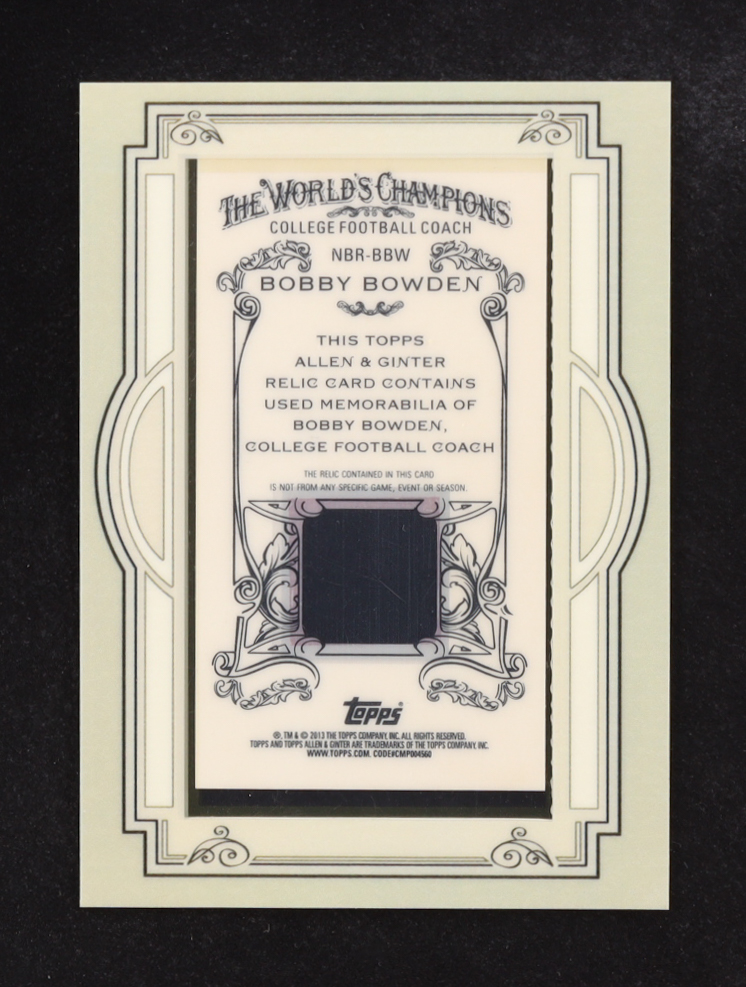 THE WORLD'S CHAMPIONS
COLLEGE FOOTBALL COACH
NBR-BBW
BOBBY BOWDEN
THIS TOPPS
ALLEN & GINTER
RELIC CARD CONTAINS
USED MEMORABILIA OF
BOBBY BOWDEN,
COLLEGE FOOTBALL COACH
THE RELIC CONTAINED IN THIS CARD
IS NOT FROM ANY SPECIFIC GAME, EVENT OR SEASON.
Topps®
®, TM & © 2013 THE TOPPS COMPANY, INC. ALL RIGHTS RESERVED.
TOPPS AND TOPPS ALLEN & GINTER ARE TRADEMARKS OF THE TOPPS COMPANY, INC.
WWW.TOPPS.COM. CODE#CMP004560